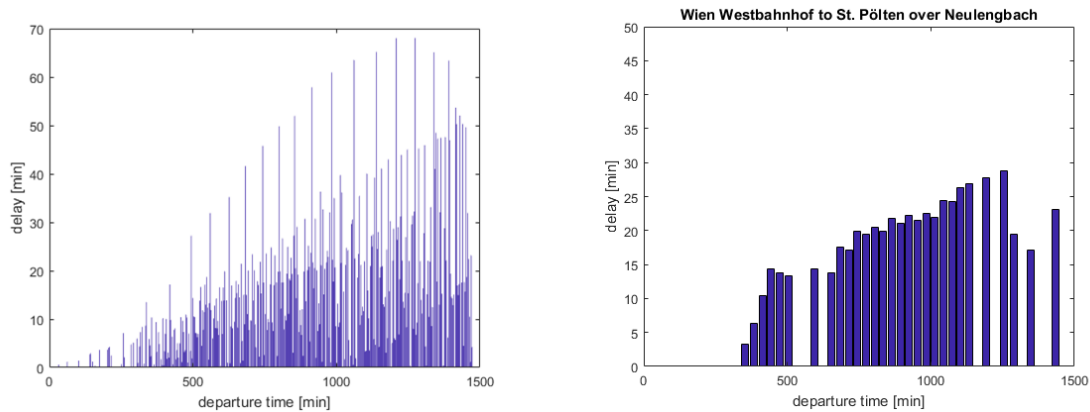 70
60
50
40
30
20
10
0
0 500 1000 1500
delay [min]
departure time [min]
Wien Westbahnhof to St. Pölten over Neulengbach
50
45
40
35
30
25
20
15
10
5
0
0 500 1000 1500
delay [min]
departure time [min]